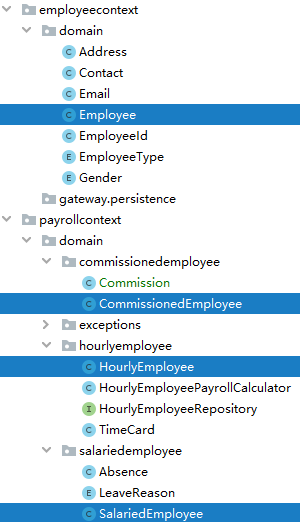 employeecontext
domain
C Address
C Contact
C Email
C Employee
C EmployeeId
E EmployeeType
E Gender
gateway.persistence
payrollcontext
domain
commissionedemployee
C Commission
C CommissionedEmployee
exceptions
hourlyemployee
C HourlyEmployee
C HourlyEmployeePayrollCalculator
I HourlyEmployeeRepository
C TimeCard
salariedemployee
C Absence
E LeaveReason
C SalariedEmployee